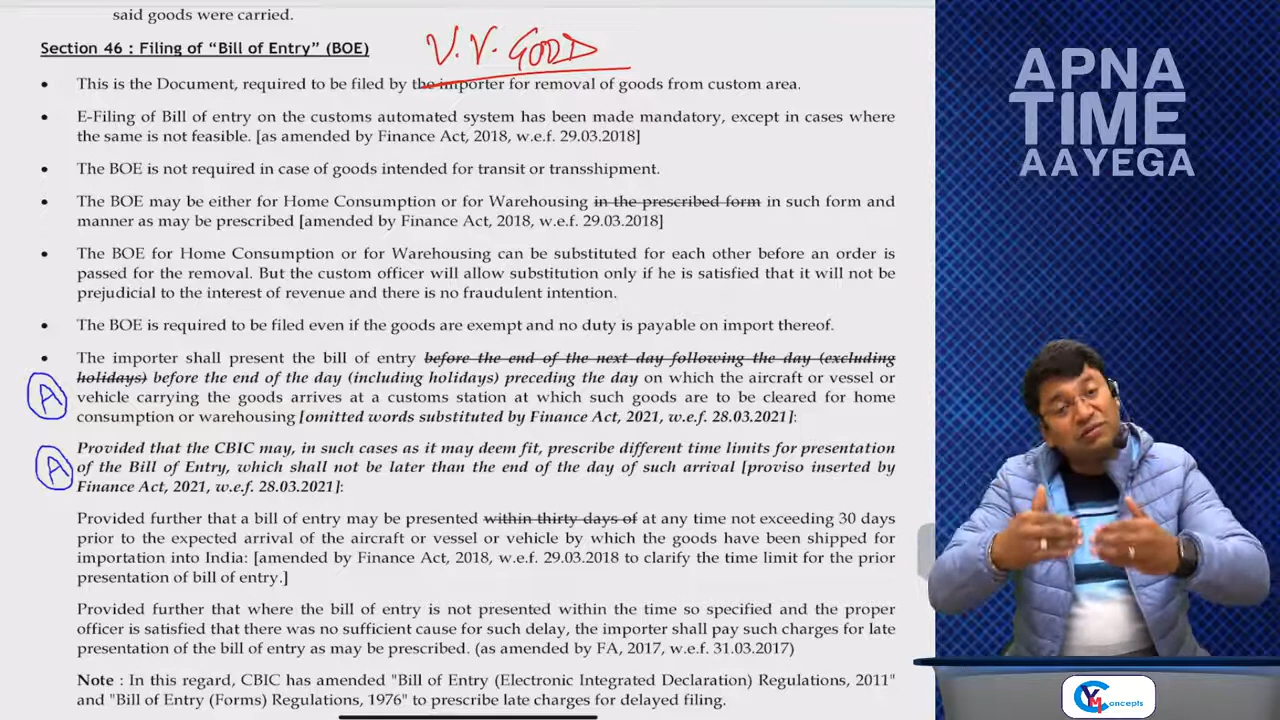 said goods were carried.
Section 46 : Filing of “Bill of Entry” (BOE)
V.V. GOOD
• This is the Document, required to be filed by the importer for removal of goods from custom area.
• E-Filing of Bill of entry on the customs automated system has been made mandatory, except in cases where
the same is not feasible. [as amended by Finance Act, 2018, w.e.f. 29.03.2018]
• The BOE is not required in case of goods intended for transit or transshipment.
• The BOE may be either for Home Consumption or for Warehousing in the prescribed form in such form and
manner as may be prescribed [amended by Finance Act, 2018, w.e.f. 29.03.2018]
• The BOE for Home Consumption or for Warehousing can be substituted for each other before an order is
passed for the removal. But the custom officer will allow substitution only if he is satisfied that it will not be
prejudicial to the interest of revenue and there is no fraudulent intention.
• The BOE is required to be filed even if the goods are exempt and no duty is payable on import thereof.
• The importer shall present the bill of entry before the end of the next day following the day (excluding
holidays) before the end of the day (including holidays) preceding the day on which the aircraft or vessel or
A
vehicle carrying the goods arrives at a customs station at which such goods are to be cleared for home
consumption or warehousing [omitted words substituted by Finance Act, 2021, w.e.f. 28.03.2021]:
Provided that the CBIC may, in such cases as it may deem fit, prescribe different time limits for presentation
A
of the Bill of Entry, which shall not be later than the end of the day of such arrival [proviso inserted by
Finance Act, 2021, w.e.f. 28.03.2021]:
Provided further that a bill of entry may be presented within thirty days of at any time not exceeding 30 days
prior to the expected arrival of the aircraft or vessel or vehicle by which the goods have been shipped for
importation into India: [amended by Finance Act, 2018, w.e.f. 29.03.2018 to clarify the time limit for the prior
presentation of bill of entry.]
Provided further that where the bill of entry is not presented within the time so specified and the proper
officer is satisfied that there was no sufficient cause for such delay, the importer shall pay such charges for late
presentation of the bill of entry as may be prescribed. (as amended by FA, 2017, w.e.f. 31.03.2017)
Note : In this regard, CBIC has amended "Bill of Entry (Electronic Integrated Declaration) Regulations, 2011"
and "Bill of Entry (Forms) Regulations, 1976" to prescribe late charges for delayed filing.
APNA
TIME
AAYEGA
YM Concepts